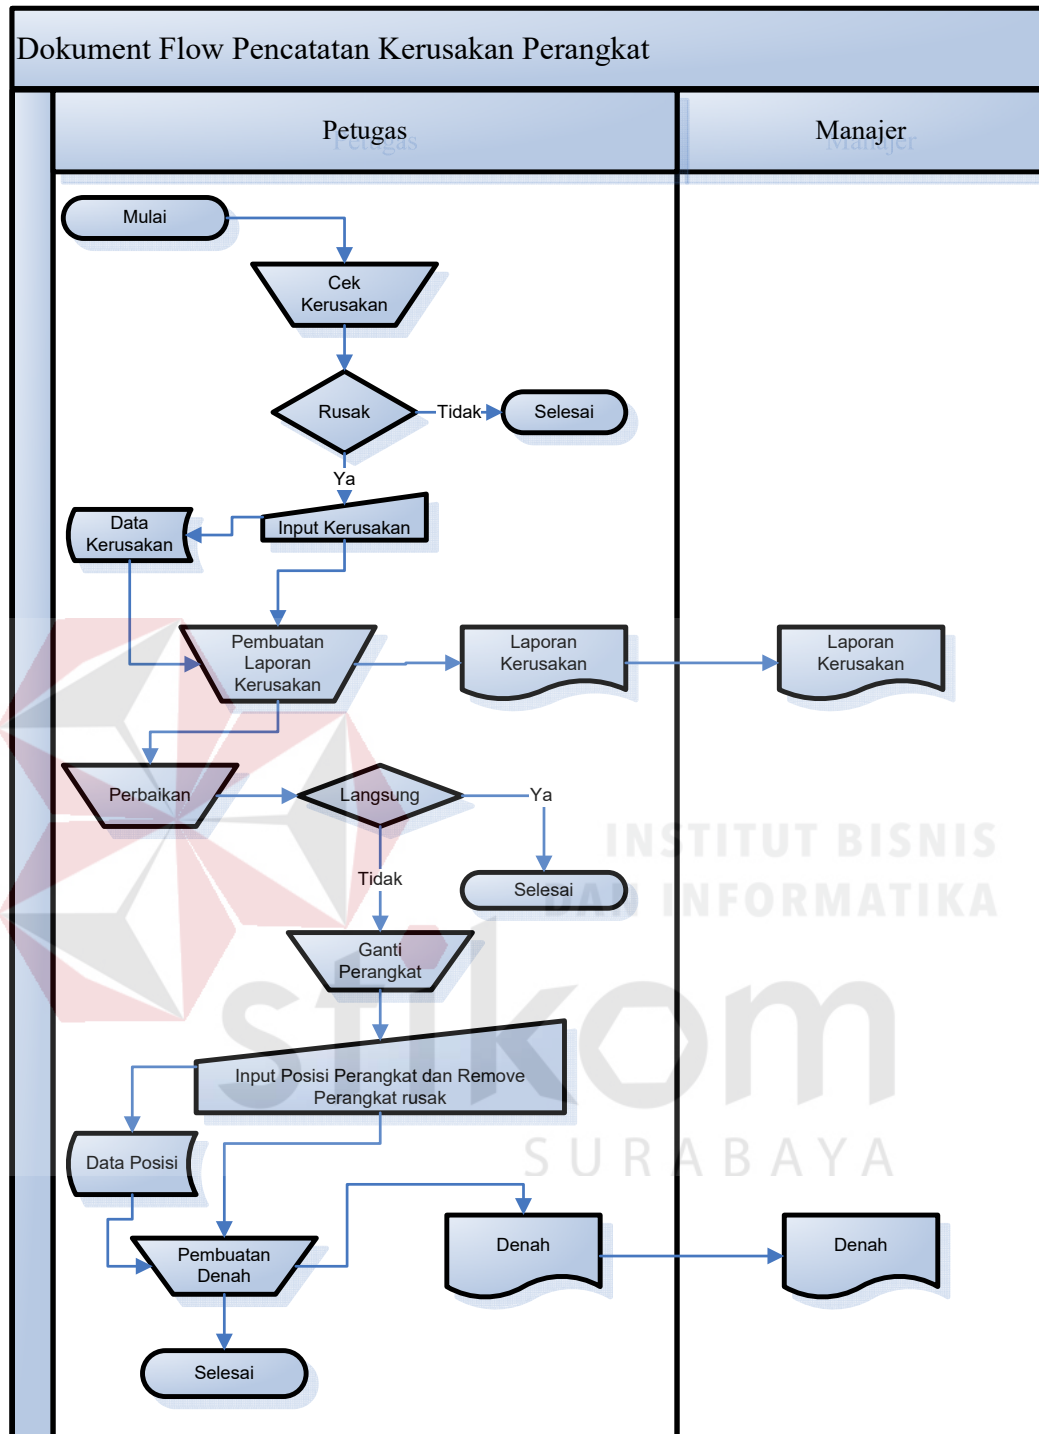 Dokument Flow Pencatatan Kerusakan Perangkat
Petugas
Manajer
Mulai
Cek
Kerusakan
Rusak
Tidak
Selesai
Ya
Input Kerusakan
Data
Kerusakan
Pembuatan
Laporan
Kerusakan
Laporan
Kerusakan
Laporan
Kerusakan
Perbaikan
Langsung
Ya
Tidak
Selesai
INSTITUT BISNIS
DAN INFORMATIKA
Ganti
Perangkat
stikom
Input Posisi Perangkat dan Remove
Perangkat rusak
SURABAYA
Data Posisi
Pembuatan
Denah
Denah
Denah
Selesai